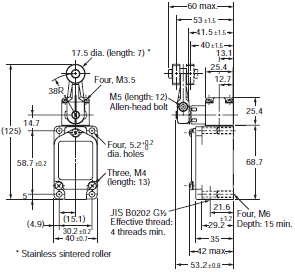 60 max.
17.5 dia. (length: 7) *
53 ±1.5
41.5 ±1.5
40 ±1.5
13.1
25.4
12.7
38R
Four, M3.5
M5 (length: 12)
Allen-head bolt
14.7
(125)
25.4
Four, 5.2 +0.2 0
dia. holes
58.7 ±0.2
Three, M4
(length: 13)
68.7
5
JIS B0202 G½
Effective thread:
4 threads min.
21.6
Four, M6
Depth: 15 min.
(4.9)
(15.1)
±1.2
29.2
30.2 ±0.2
35
40 ±0.7
42 max.
* Stainless sintered roller
53.2 ±0.8